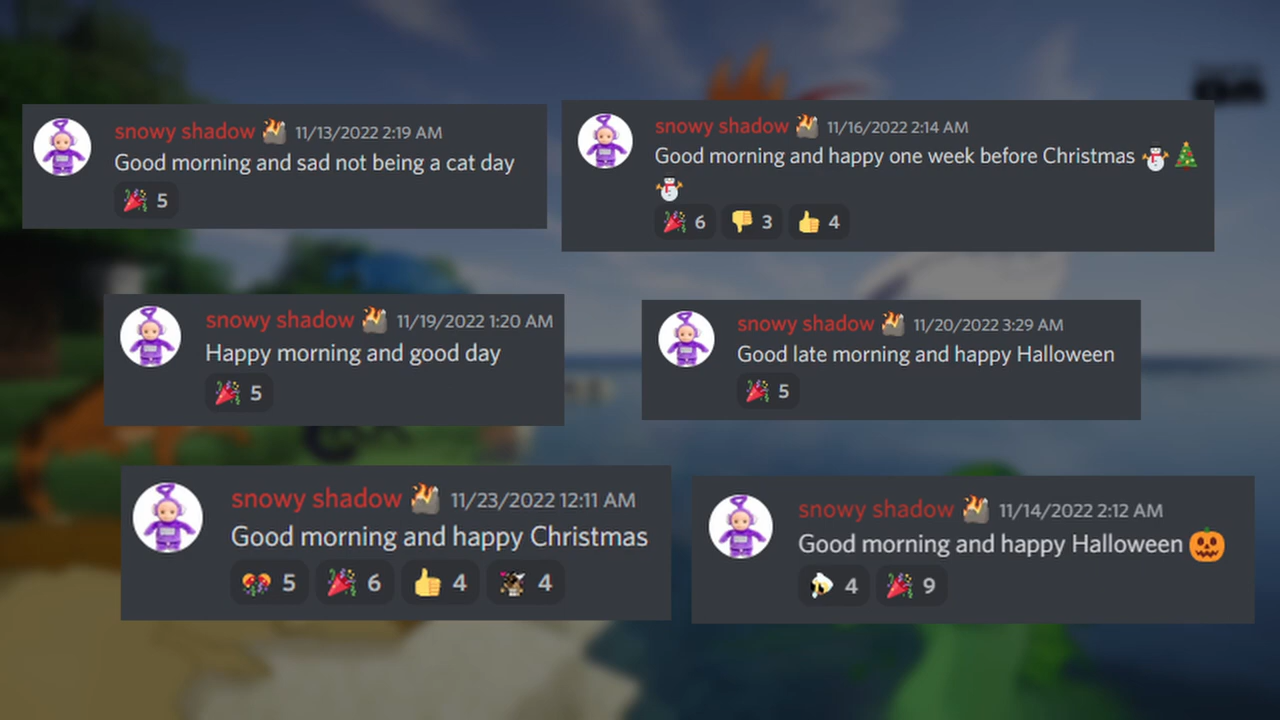 snowy shadow 11/13/2022 2:19 AM
Good morning and sad not being a cat day
🎉 5
snowy shadow 11/16/2022 2:14 AM
Good morning and happy one week before Christmas ⛄🎄
⛄
🎉 6 👎 3 👍 4
snowy shadow 11/19/2022 1:20 AM
Happy morning and good day
🎉 5
snowy shadow 11/20/2022 3:29 AM
Good late morning and happy Halloween
🎉 5
snowy shadow 11/23/2022 12:11 AM
Good morning and happy Christmas
5 🎉 6 👍 4 4
snowy shadow 11/14/2022 2:12 AM
Good morning and happy Halloween 🎃
4 🎉 9